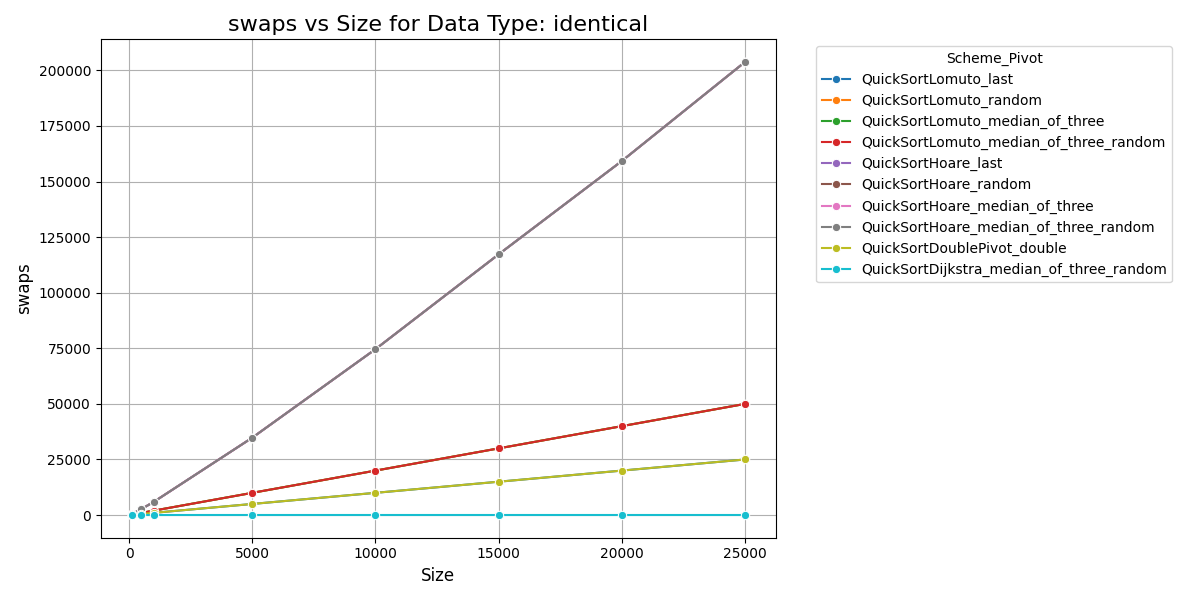 swaps vs Size for Data Type: identical
swaps
200000
175000
150000
125000
100000
75000
50000
25000
0
0 5000 10000 15000 20000 25000
Size
Scheme_Pivot
QuickSortLomuto_last
QuickSortLomuto_random
QuickSortLomuto_median_of_three
QuickSortLomuto_median_of_three_random
QuickSortHoare_last
QuickSortHoare_random
QuickSortHoare_median_of_three
QuickSortHoare_median_of_three_random
QuickSortDoublePivot_double
QuickSortDijkstra_median_of_three_random